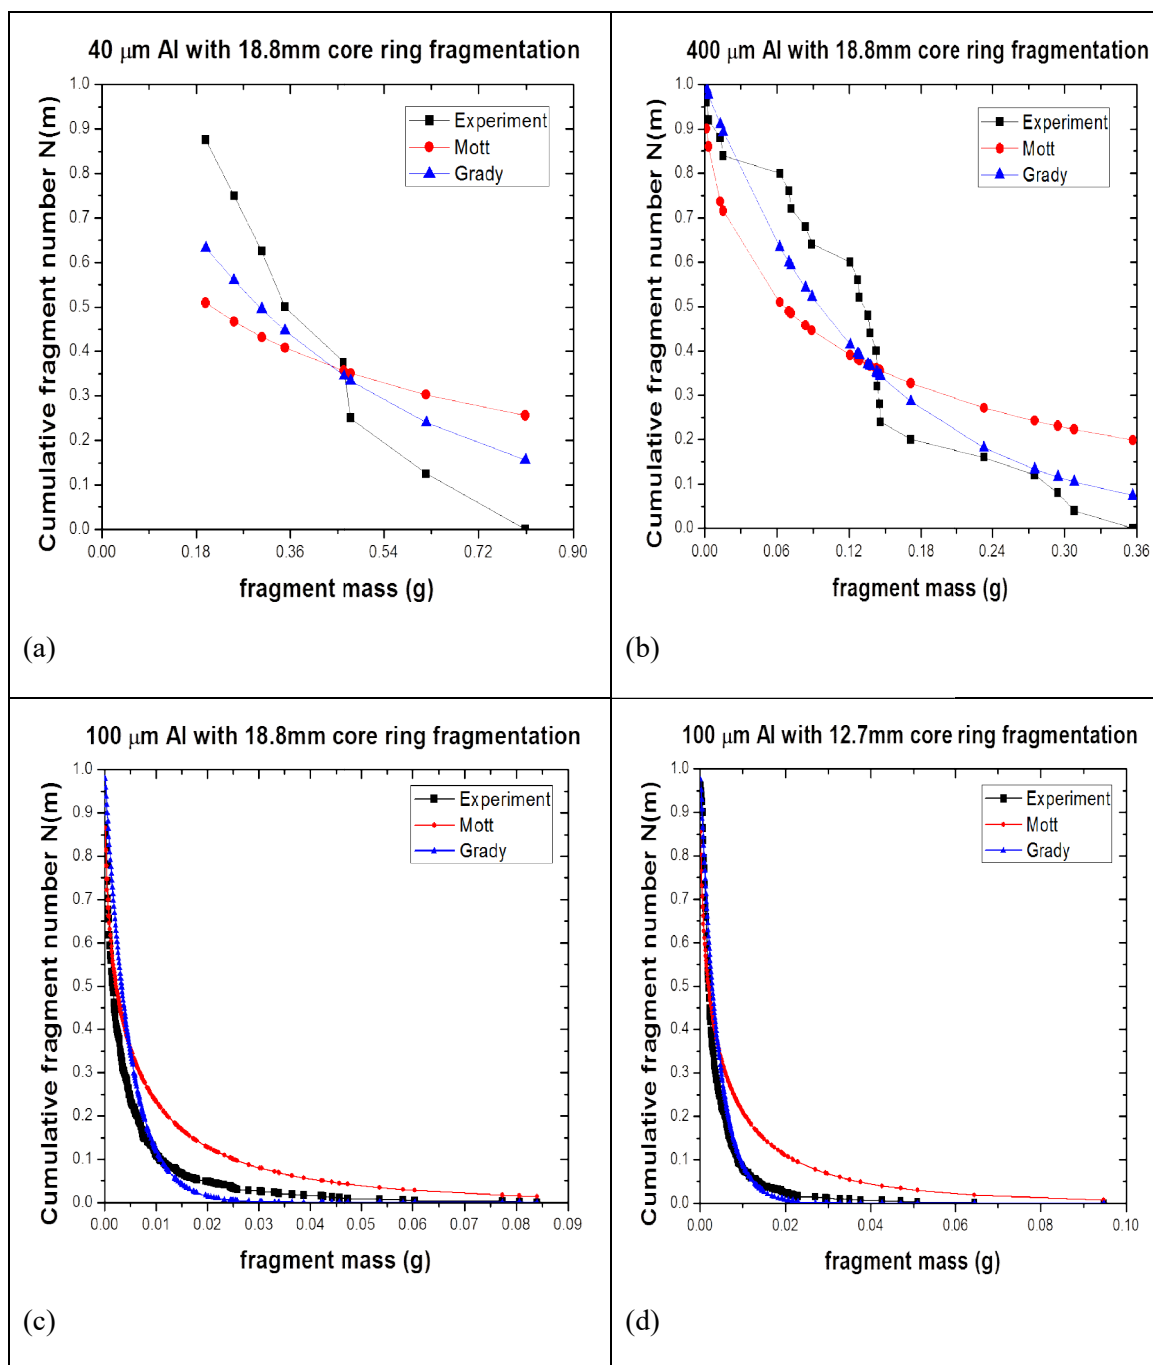 40 μm Al with 18.8mm core ring fragmentation
Cumulative fragment number N(m)
1.0
0.9
0.8
0.7
0.6
0.5
0.4
0.3
0.2
0.1
0.0
Experiment
Mott
Grady
0.00 0.18 0.36 0.54 0.72 0.90
fragment mass (g)
(a)
400 μm Al with 18.8mm core ring fragmentation
Cumulative fragment number N(m)
1.0
0.9
0.8
0.7
0.6
0.5
0.4
0.3
0.2
0.1
0.0
Experiment
Mott
Grady
0.00 0.06 0.12 0.18 0.24 0.30 0.36
fragment mass (g)
(b)
100 μm Al with 18.8mm core ring fragmentation
Cumulative fragment number N(m)
1.0
0.9
0.8
0.7
0.6
0.5
0.4
0.3
0.2
0.1
0.0
Experiment
Mott
Grady
0.00 0.01 0.02 0.03 0.04 0.05 0.06 0.07 0.08 0.09
fragment mass (g)
(c)
100 μm Al with 12.7mm core ring fragmentation
Cumulative fragment number N(m)
1.0
0.9
0.8
0.7
0.6
0.5
0.4
0.3
0.2
0.1
0.0
Experiment
Mott
Grady
0.00 0.02 0.04 0.06 0.08 0.10
fragment mass (g)
(d)